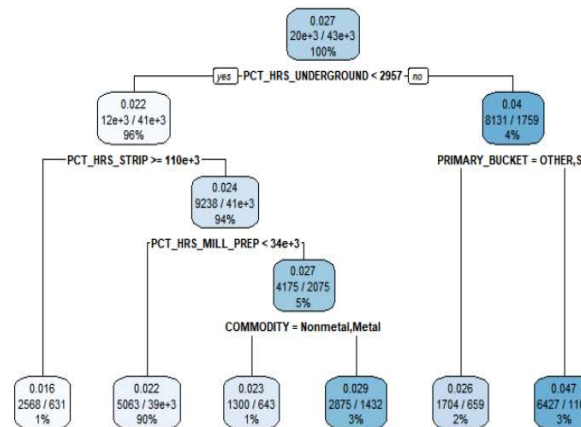 0.027
20e+3 / 43e+3
100%
yes PCT_HRS_UNDERGROUND < 2957 no
0.022
12e+3 / 41e+3
96%
0.04
8131 / 1759
4%
PCT_HRS_STRIP >= 110e+3
PRIMARY_BUCKET = OTHER,S
0.024
9238 / 41e+3
94%
PCT_HRS_MILL_PREP < 34e+3
0.027
4175 / 2075
5%
COMMODITY = Nonmetal,Metal
0.016
2568 / 631
1%
0.022
5063 / 39e+3
90%
0.023
1300 / 643
1%
0.029
2875 / 1432
3%
0.026
1704 / 659
2%
0.047
6427 /
3%